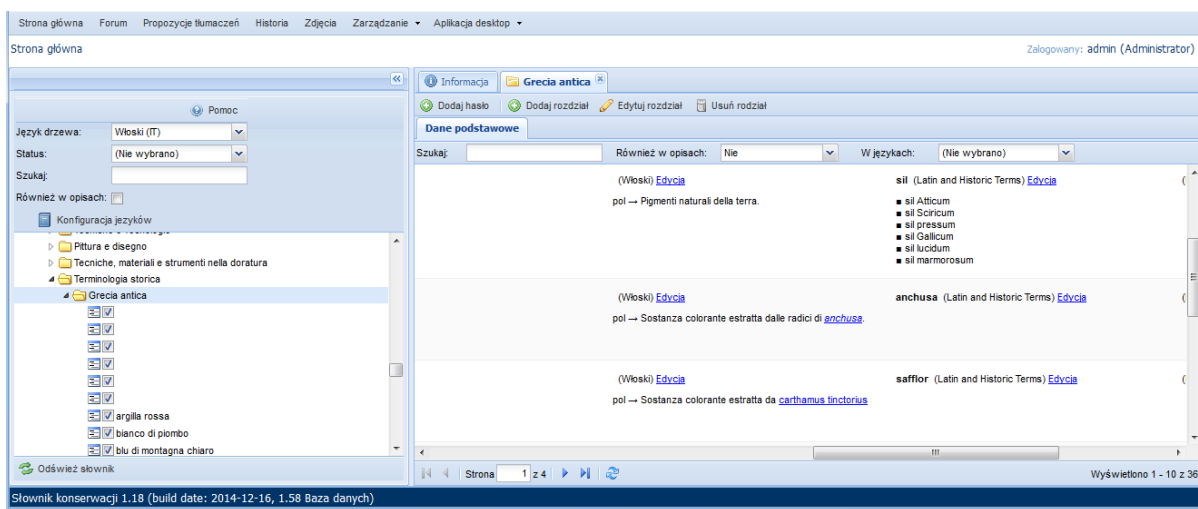 Strona główna Forum Propozycje tłumaczeń Historia Zdjęcia Zarządzanie Aplikacja desktop
Strona główna
Zalogowany: admin (Administrator)
Pomoc
Język drzewa: Włoski (IT)
Status: (Nie wybrano)
Szukaj:
Również w opisach:
Konfiguracja jezyków
Pittura e disegno
Tecniche, materiali e strumenti nella doratura
Terminologia storica
Grecia antica
argilla rossa
bianco di piombo
blu di montagna chiaro
Odśwież słownik
Informacja Grecia antica
Dodaj hasło Dodaj rozdział Edytuj rozdział Usuń rodział
Dane podstawowe
Szukaj: Również w opisach: Nie W językach: (Nie wybrano)
(Włoski) Edycja sil (Latin and Historic Terms) Edycja (
pol → Pigmenti naturali della terra.
■ sil Atticum
■ sil Sciricum
■ sil pressum
■ sil Gallicum
■ sil lucidum
■ sil marmorosum
(Włoski) Edycja anchusa (Latin and Historic Terms) Edycja (
pol → Sostanza colorante estratta dalle radici di anchusa.
(Włoski) Edycja safflor (Latin and Historic Terms) Edycja (
pol → Sostanza colorante estratta da carthamus tinctorius
Strona 1 z 4
Wyświetlono 1 - 10 z 36
Słownik konserwacji 1.18 (build date: 2014-12-16, 1.58 Baza danych)